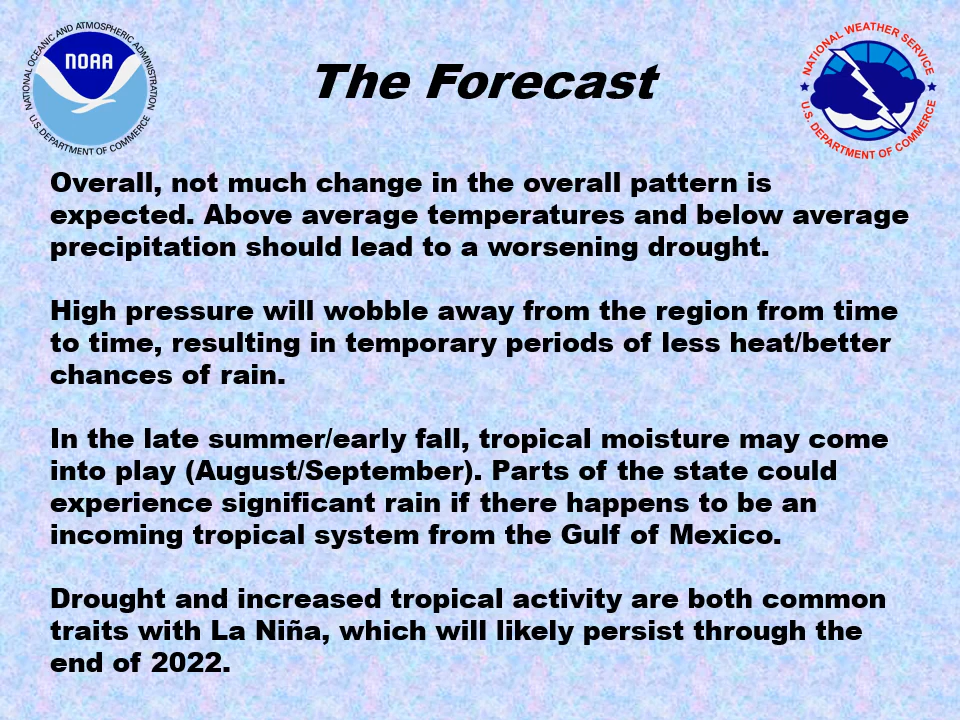 NATIONAL OCEANIC AND ATMOSPHERIC ADMINISTRATION
NOAA
U.S. DEPARTMENT OF COMMERCE
The Forecast
NATIONAL WEATHER SERVICE
U.S. DEPARTMENT OF COMMERCE
Overall, not much change in the overall pattern is
expected. Above average temperatures and below average
precipitation should lead to a worsening drought.
High pressure will wobble away from the region from time
to time, resulting in temporary periods of less heat/better
chances of rain.
In the late summer/early fall, tropical moisture may come
into play (August/September). Parts of the state could
experience significant rain if there happens to be an
incoming tropical system from the Gulf of Mexico.
Drought and increased tropical activity are both common
traits with La Niña, which will likely persist through the
end of 2022.